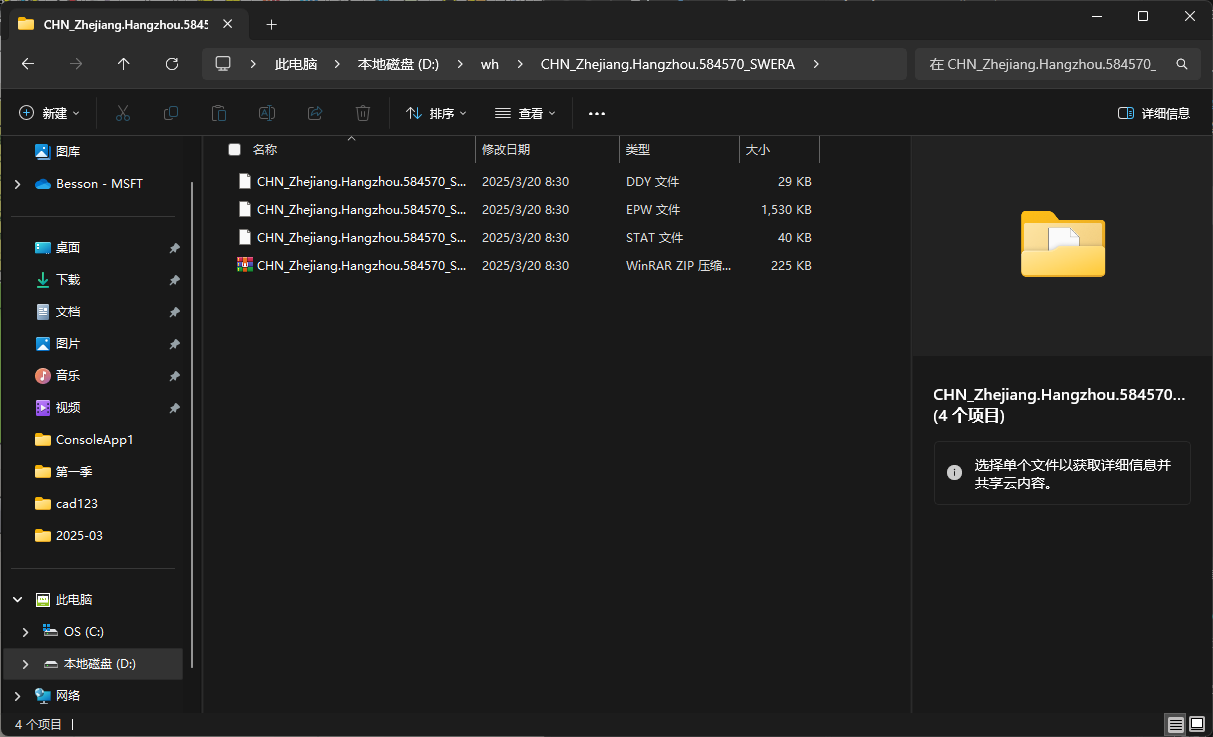 CHN_Zhejiang.Hangzhou.5845
此电脑 本地磁盘 (D:) wh CHN_Zhejiang.Hangzhou.584570_SWERA
在 CHN_Zhejiang.Hangzhou.584570_
新建 排序 查看 ... 详细信息
图库
Besson - MSFT
桌面
下载
文档
图片
音乐
视频
ConsoleApp1
第一季
cad123
2025-03
此电脑
OS (C:)
本地磁盘 (D:)
网络
名称 修改日期 类型 大小
CHN_Zhejiang.Hangzhou.584570_S... 2025/3/20 8:30 DDY 文件 29 KB
CHN_Zhejiang.Hangzhou.584570_S... 2025/3/20 8:30 EPW 文件 1,530 KB
CHN_Zhejiang.Hangzhou.584570_S... 2025/3/20 8:30 STAT 文件 40 KB
CHN_Zhejiang.Hangzhou.584570_S... 2025/3/20 8:30 WinRAR ZIP 压缩... 225 KB
CHN_Zhejiang.Hangzhou.584570...
(4 个项目)
选择单个文件以获取详细信息并
共享云内容。
4 个项目